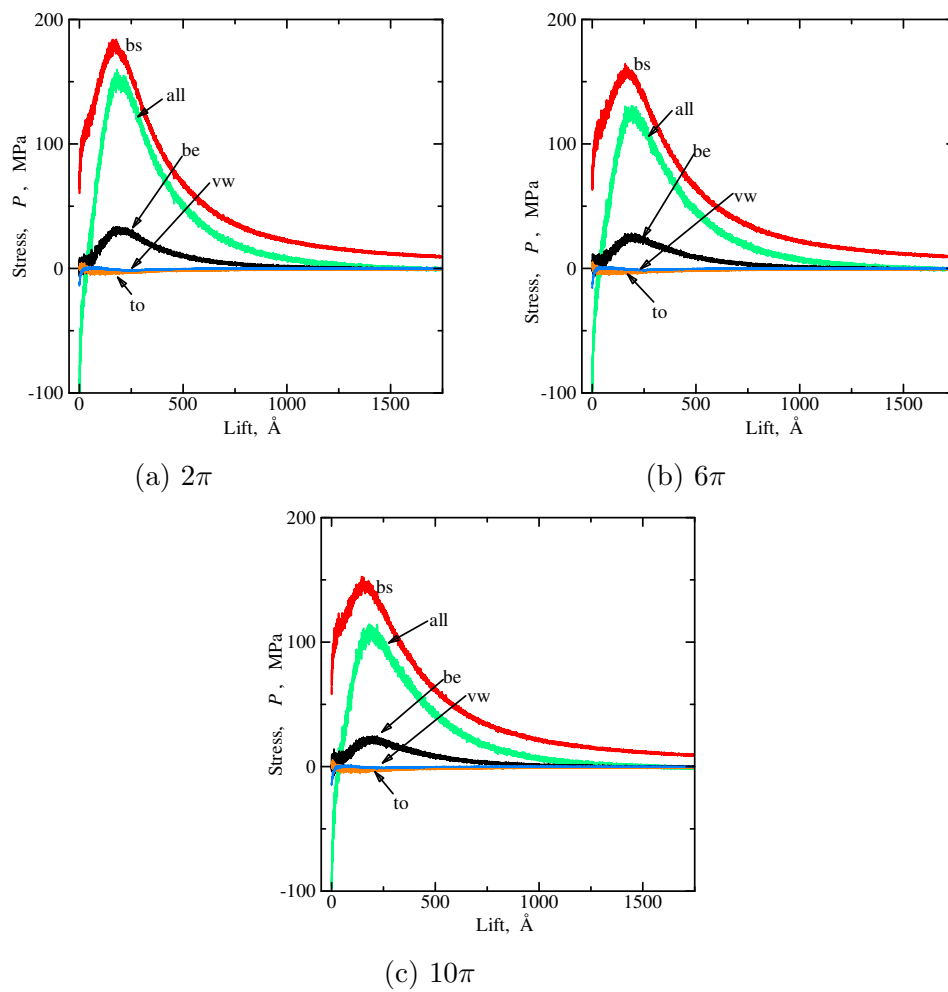 200
100
0
-100
Stress, P , MPa
bs
all
be
vw
to
0 500 1000 1500
Lift, Å
(a) 2π
200
100
0
-100
Stress, P , MPa
bs
all
be
vw
to
0 500 1000 1500
Lift, Å
(b) 6π
200
100
0
-100
Stress, P , MPa
bs
all
be
vw
to
0 500 1000 1500
Lift, Å
(c) 10π